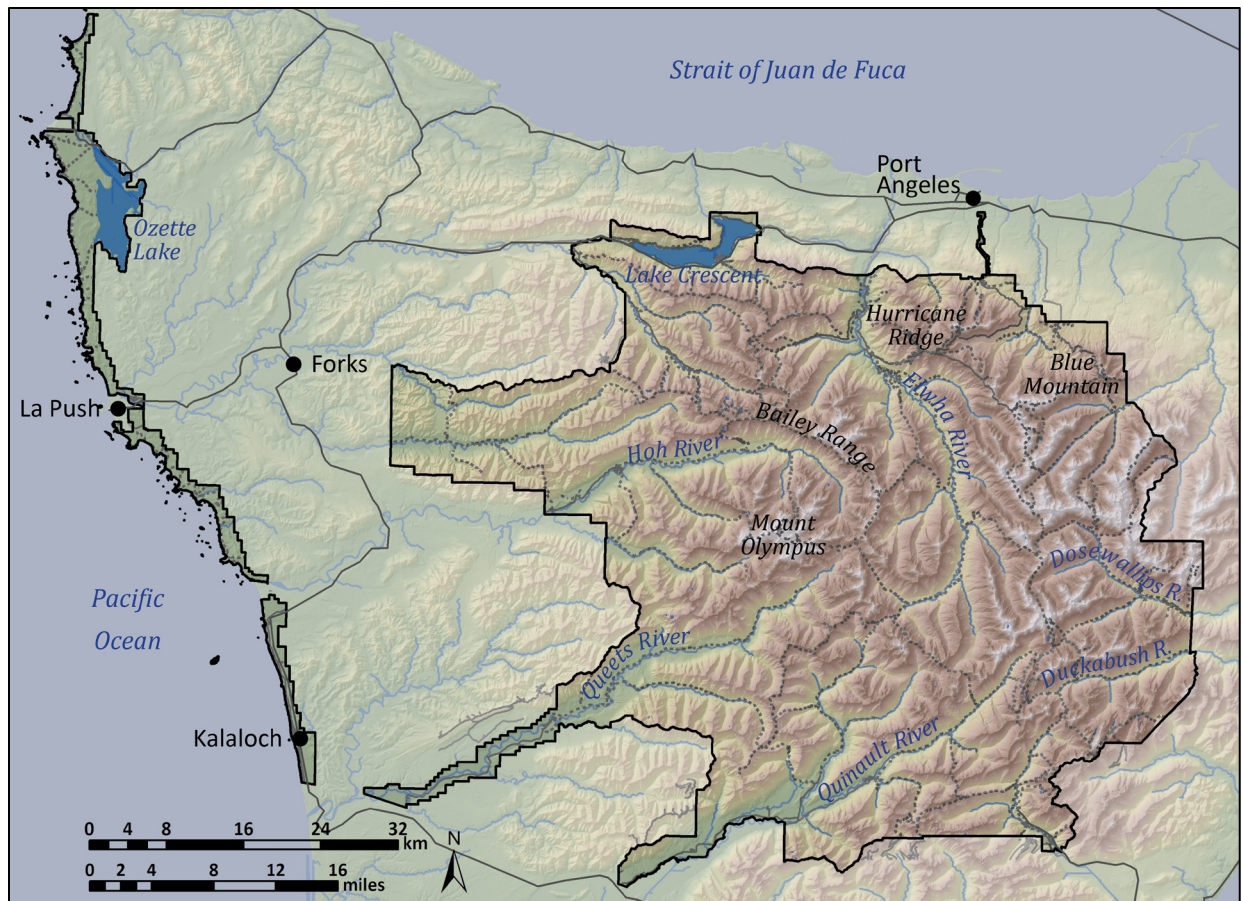 Strait of Juan de Fuca
Port
Angeles
Ozette
Lake
Lake Crescent
Hurricane
Ridge
Blue
Mountain
Forks
La Push
Elwha River
Bailey Range
Hoh River
Mount
Olympus
Dosewallips R.
Pacific
Ocean
Queets River
Duckabush R.
Kalaloch
Quinault River
0 4 8 16 24 32
km
N
0 2 4 8 12 16
miles